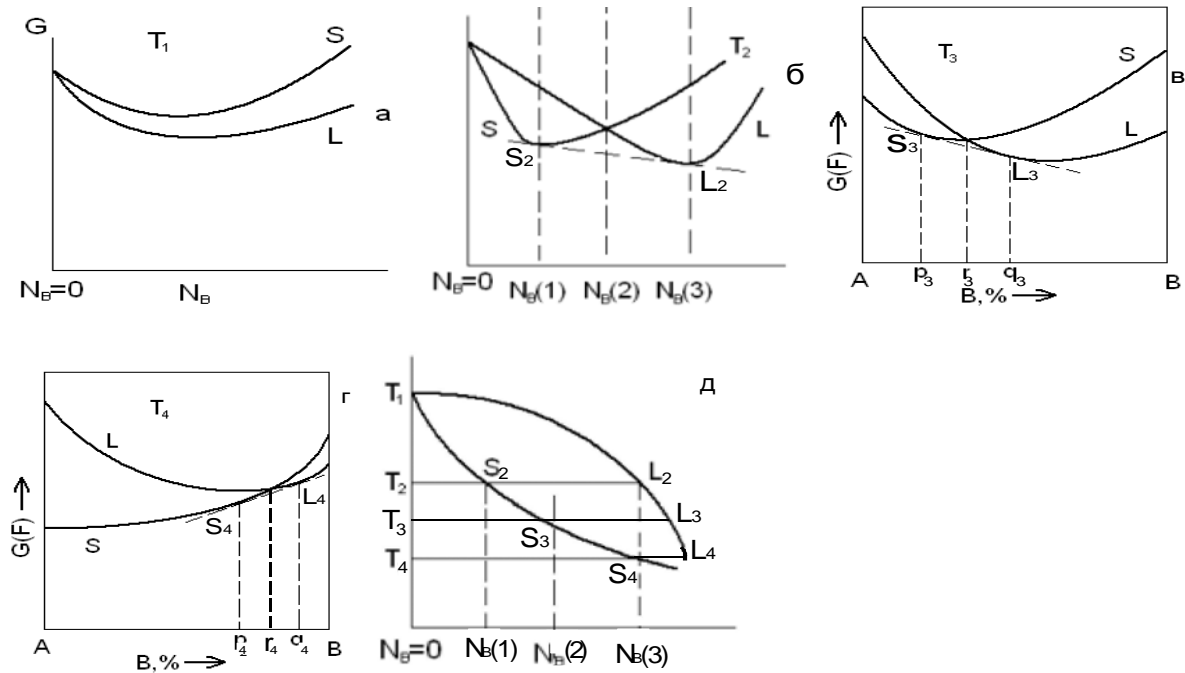 G
T₁
S
L
а
N_B=0
N_B
T₂
б
S
S₂
L
L₂
N_B=0
N_B(1)
N_B(2)
N_B(3)
T₃
S
в
L
S₃
L₃
G(F)
A
p₃
r₃
q₃
B
B, %
T₄
г
L
S
S₄
L₄
G(F)
A
r₄
q₄
B
B, %
д
T₁
T₂
T₃
T₄
S₂
L₂
S₃
L₃
S₄
L₄
N_B=0
N_B(1)
N_B(2)
N_B(3)